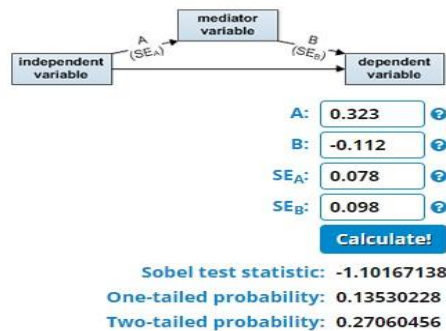 mediator
variable
A
(SEA)
B
(SEB)
independent
variable
dependent
variable
A: 0.323 ?
B: -0.112 ?
SEA: 0.078 ?
SEB: 0.098 ?
Calculate!
Sobel test statistic: -1.10167138
One-tailed probability: 0.13530228
Two-tailed probability: 0.27060456